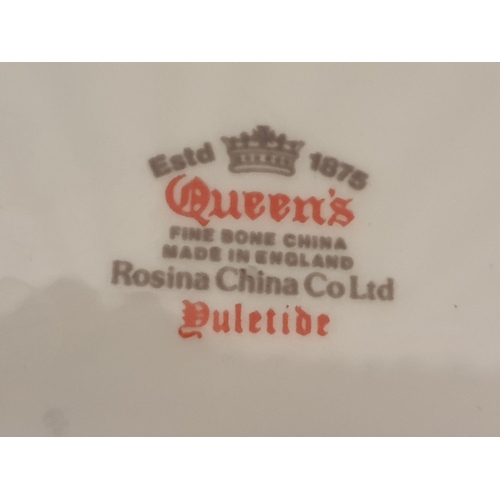 Estd 1875
Queen's
FINE BONE CHINA
MADE IN ENGLAND
Rosina China Co Ltd
Yuletide